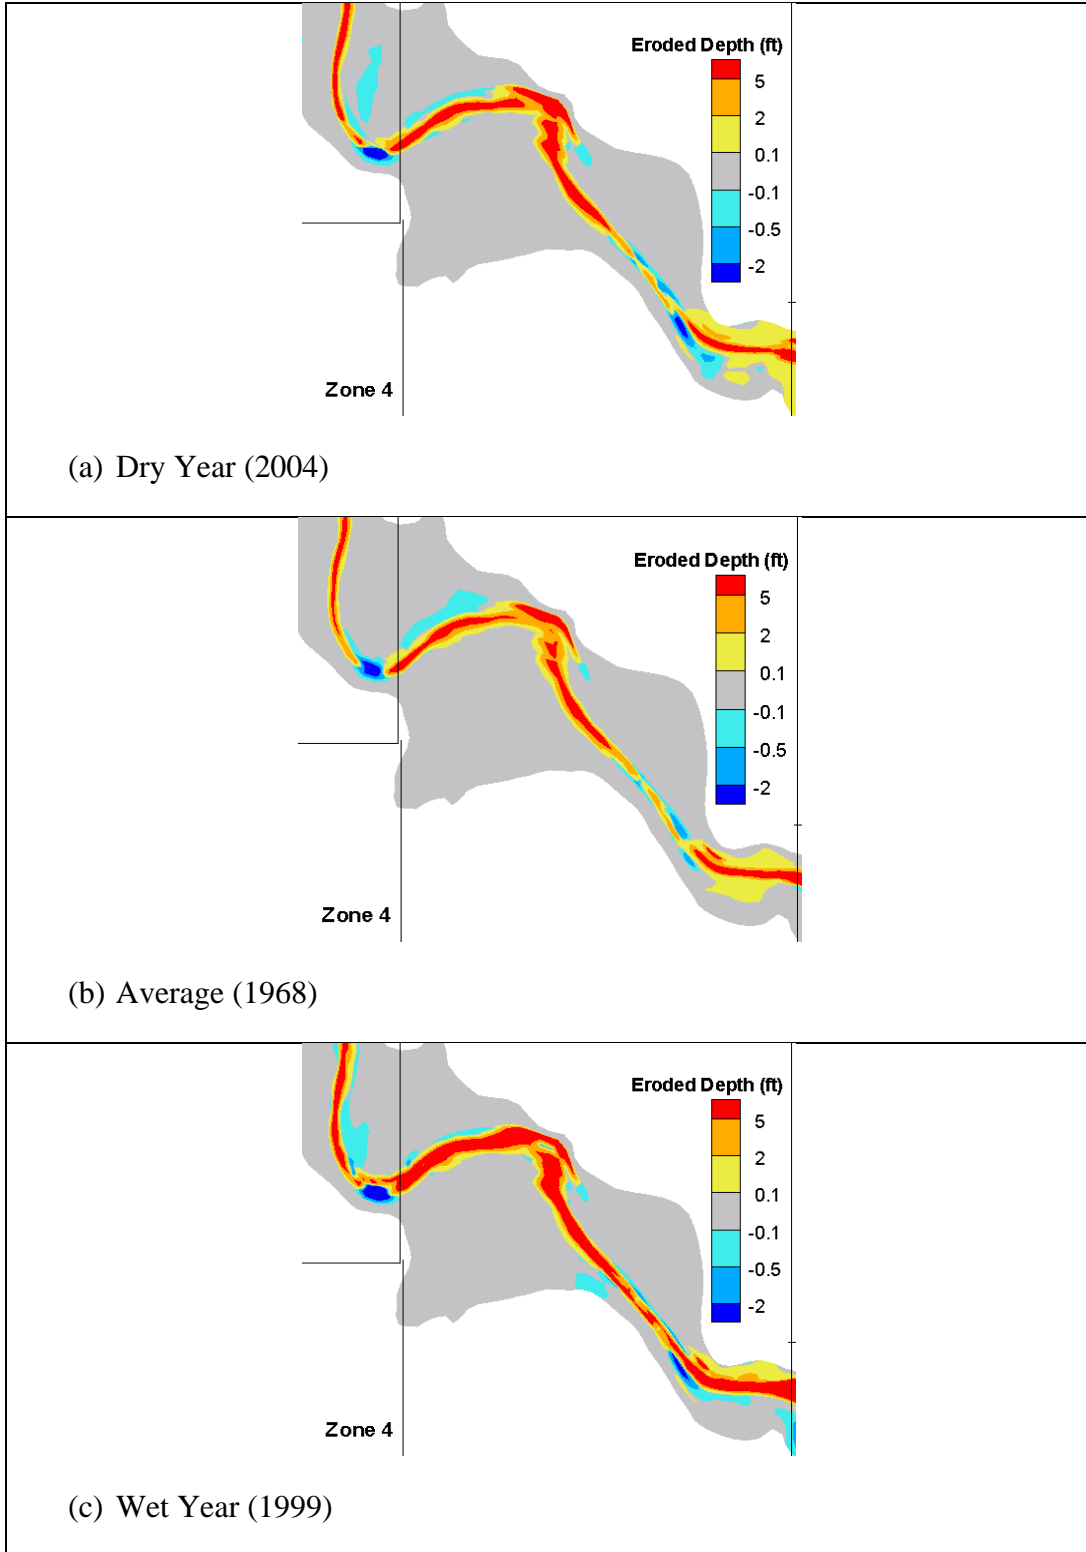 Eroded Depth (ft)
5
2
0.1
-0.1
-0.5
-2
Zone 4
(a) Dry Year (2004)
Eroded Depth (ft)
5
2
0.1
-0.1
-0.5
-2
Zone 4
(b) Average (1968)
Eroded Depth (ft)
5
2
0.1
-0.1
-0.5
-2
Zone 4
(c) Wet Year (1999)